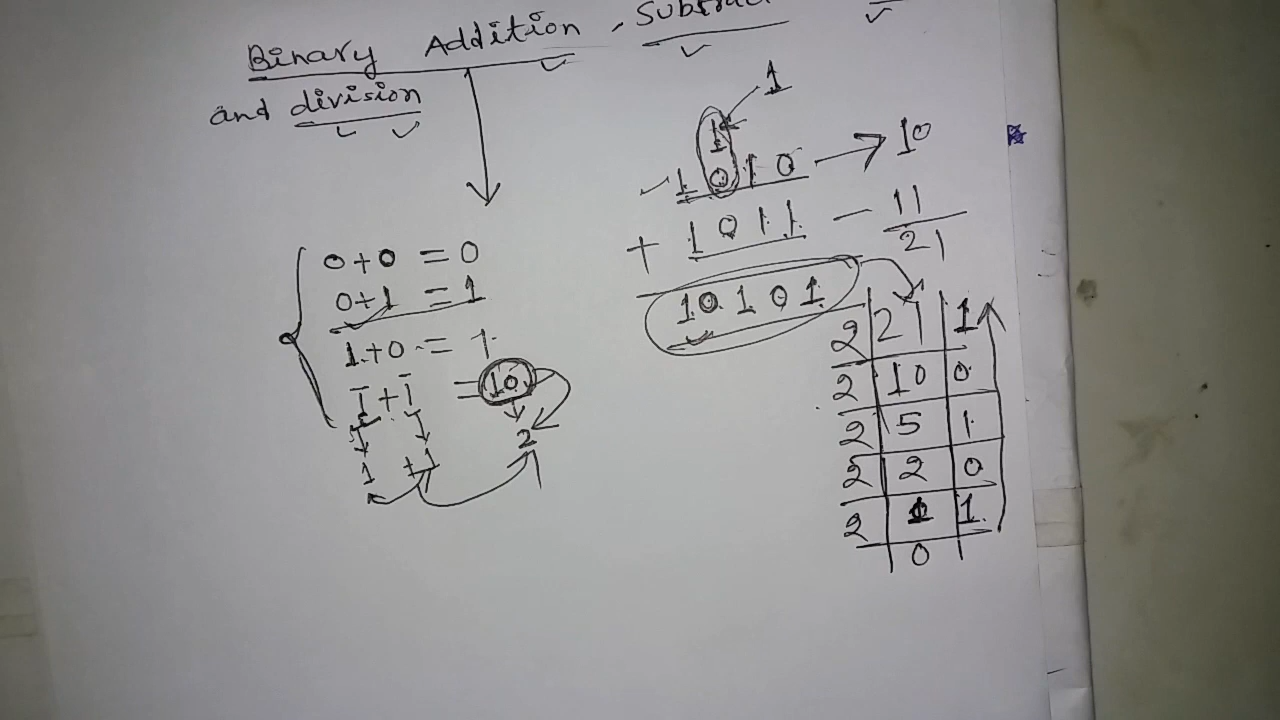 Binary Addition, Subtrac
and division
0+0 = 0
0+1 = 1
1+0 = 1
1+1 = 10
2
1 +1
1
1
1010 → 10
+ 1011 - 11
21
10101
2 21 1
2 10 0
2 5 1
2 2 0
2 1 1
0